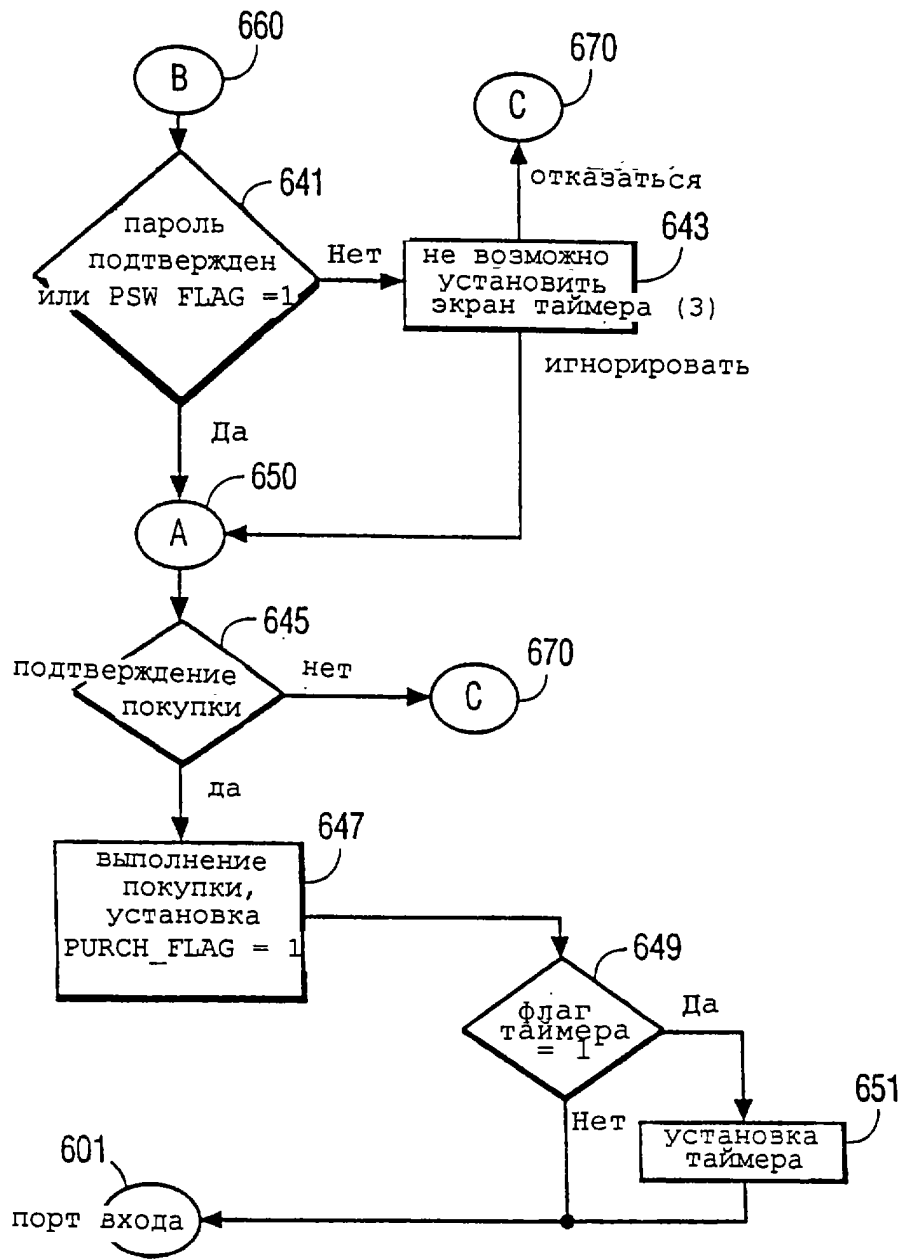 660
B
670
C
641
отказаться
пароль
подтвержден
или PSW FLAG =1
Нет
643
не возможно
установить
экран таймера (3)
игнорировать
Да
650
A
645
подтверждение
покупки
нет
670
C
да
647
выполнение
покупки,
установка
PURCH_FLAG = 1
649
флаг
таймера
= 1
Да
651
Нет
установка
таймера
601
порт входа